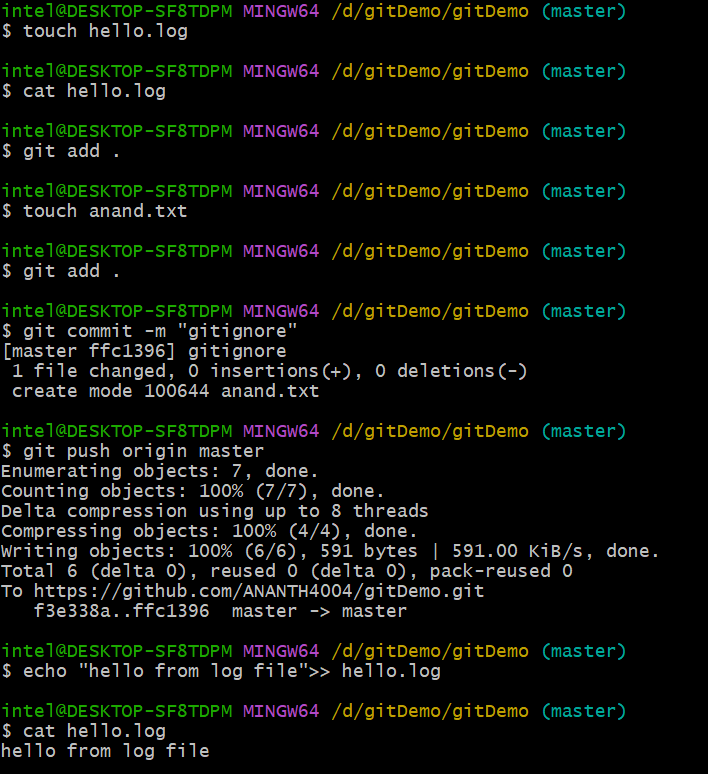 intel@DESKTOP-SF8TDPM MINGW64 /d/gitDemo/gitDemo (master)
$ touch hello.log
intel@DESKTOP-SF8TDPM MINGW64 /d/gitDemo/gitDemo (master)
$ cat hello.log
intel@DESKTOP-SF8TDPM MINGW64 /d/gitDemo/gitDemo (master)
$ git add .
intel@DESKTOP-SF8TDPM MINGW64 /d/gitDemo/gitDemo (master)
$ touch anand.txt
intel@DESKTOP-SF8TDPM MINGW64 /d/gitDemo/gitDemo (master)
$ git add .
intel@DESKTOP-SF8TDPM MINGW64 /d/gitDemo/gitDemo (master)
$ git commit -m "gitignore"
[master ffc1396] gitignore
 1 file changed, 0 insertions(+), 0 deletions(-)
 create mode 100644 anand.txt
intel@DESKTOP-SF8TDPM MINGW64 /d/gitDemo/gitDemo (master)
$ git push origin master
Enumerating objects: 7, done.
Counting objects: 100% (7/7), done.
Delta compression using up to 8 threads
Compressing objects: 100% (4/4), done.
Writing objects: 100% (6/6), 591 bytes | 591.00 KiB/s, done.
Total 6 (delta 0), reused 0 (delta 0), pack-reused 0
To https://github.com/ANANTH4004/gitDemo.git
   f3e338a..ffc1396  master -> master
intel@DESKTOP-SF8TDPM MINGW64 /d/gitDemo/gitDemo (master)
$ echo "hello from log file">> hello.log
intel@DESKTOP-SF8TDPM MINGW64 /d/gitDemo/gitDemo (master)
$ cat hello.log
hello from log file